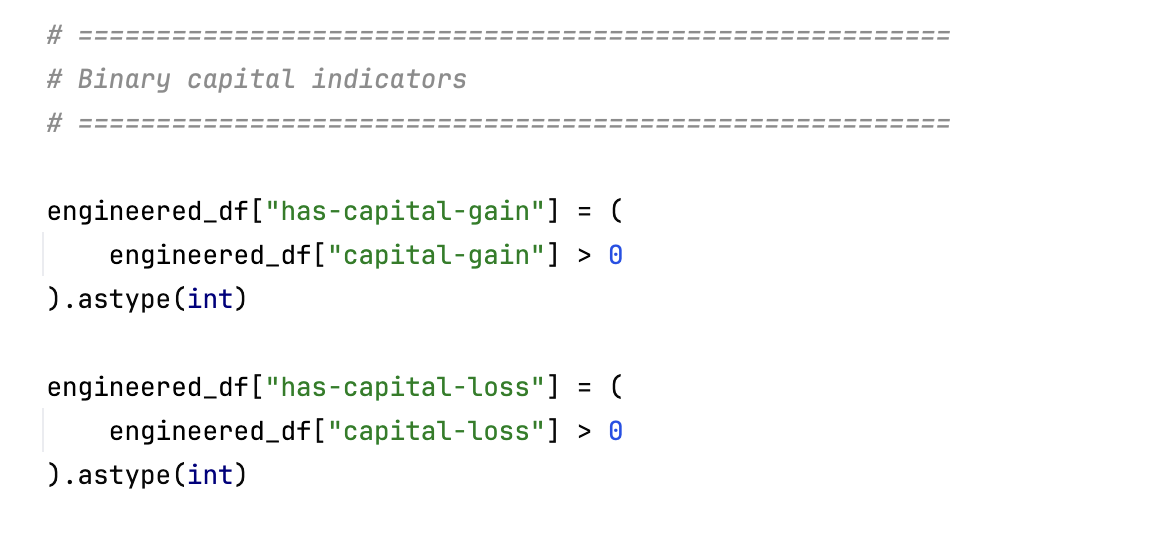 # ========================================================
# Binary capital indicators
# ========================================================
engineered_df["has-capital-gain"] = (
    engineered_df["capital-gain"] > 0
).astype(int)
engineered_df["has-capital-loss"] = (
    engineered_df["capital-loss"] > 0
).astype(int)